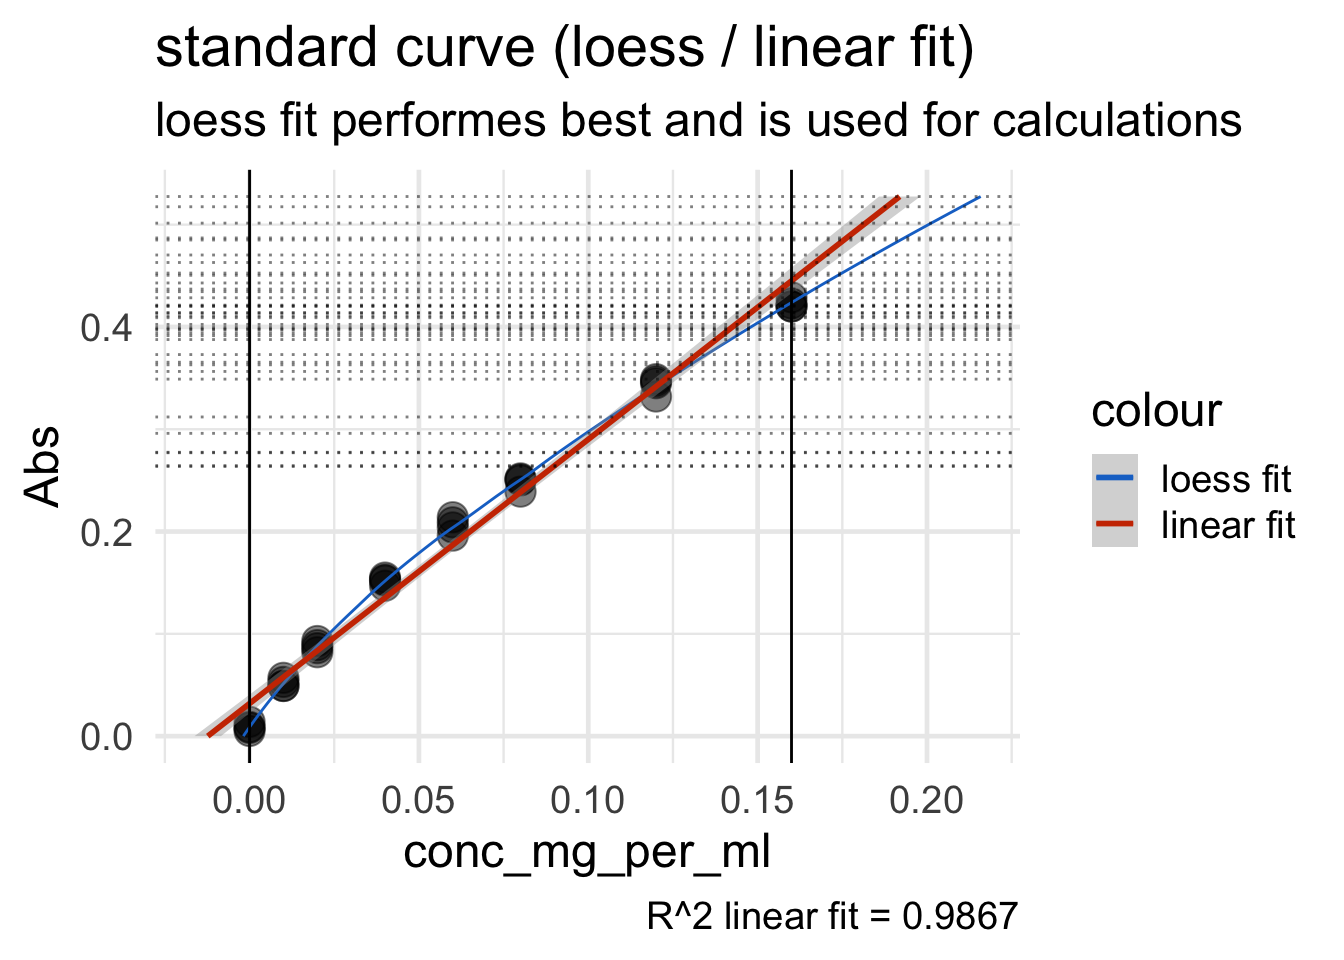 standard curve (loess / linear fit)
loess fit performes best and is used for calculations
Abs
0.4
0.2
0.0
0.00 0.05 0.10 0.15 0.20
conc_mg_per_ml
colour
loess fit
linear fit
R^2 linear fit = 0.9867